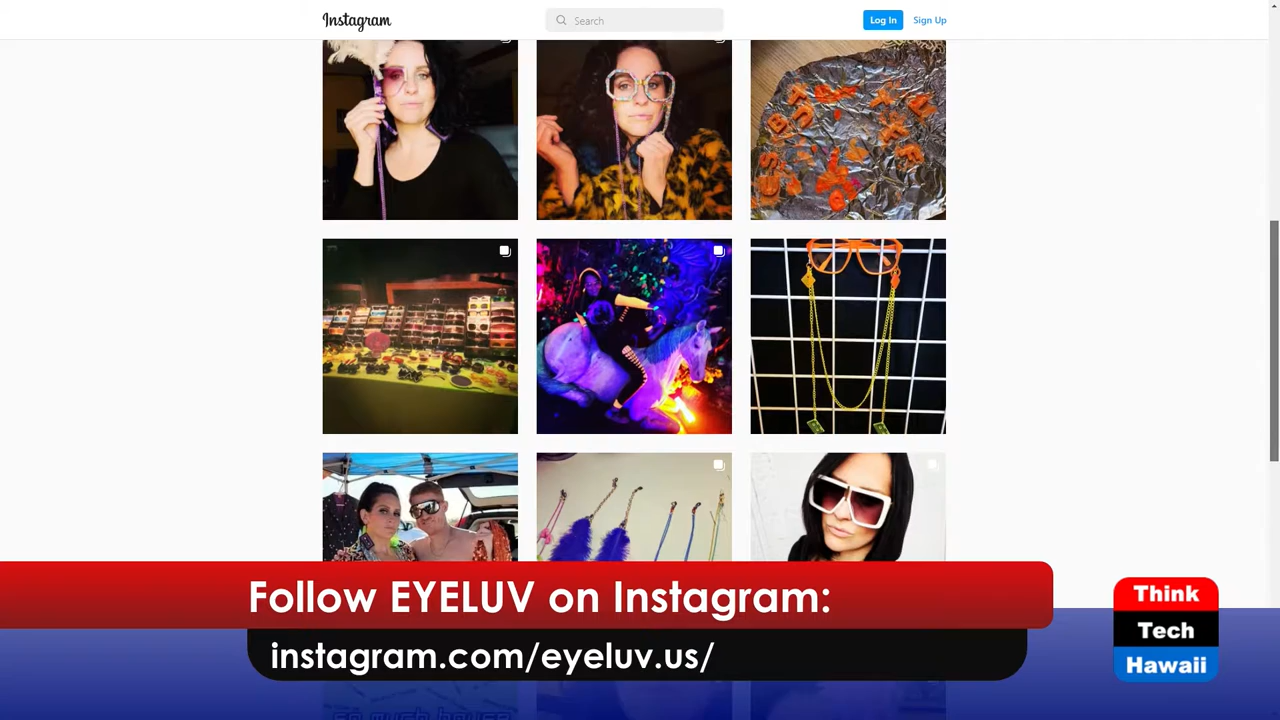 Instagram
Search
Log In
Sign Up
Follow EYELUV on Instagram:
instagram.com/eyeluv.us/
Think
Tech
Hawaii